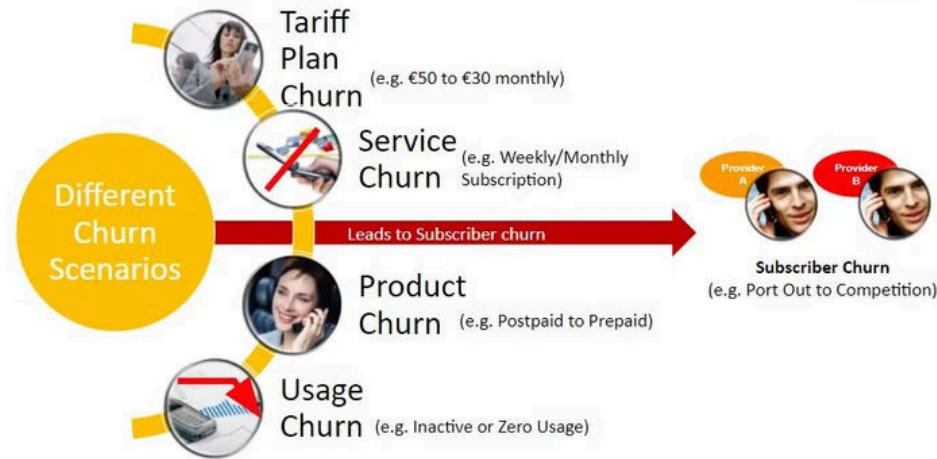 Tariff
Plan
Churn
(e.g. €50 to €30 monthly)
Service
Churn
(e.g. Weekly/Monthly
Subscription)
Different
Churn
Scenarios
Leads to Subscriber churn
Provider
A
Provider
B
Subscriber Churn
(e.g. Port Out to Competition)
Product
Churn
(e.g. Postpaid to Prepaid)
Usage
Churn
(e.g. Inactive or Zero Usage)